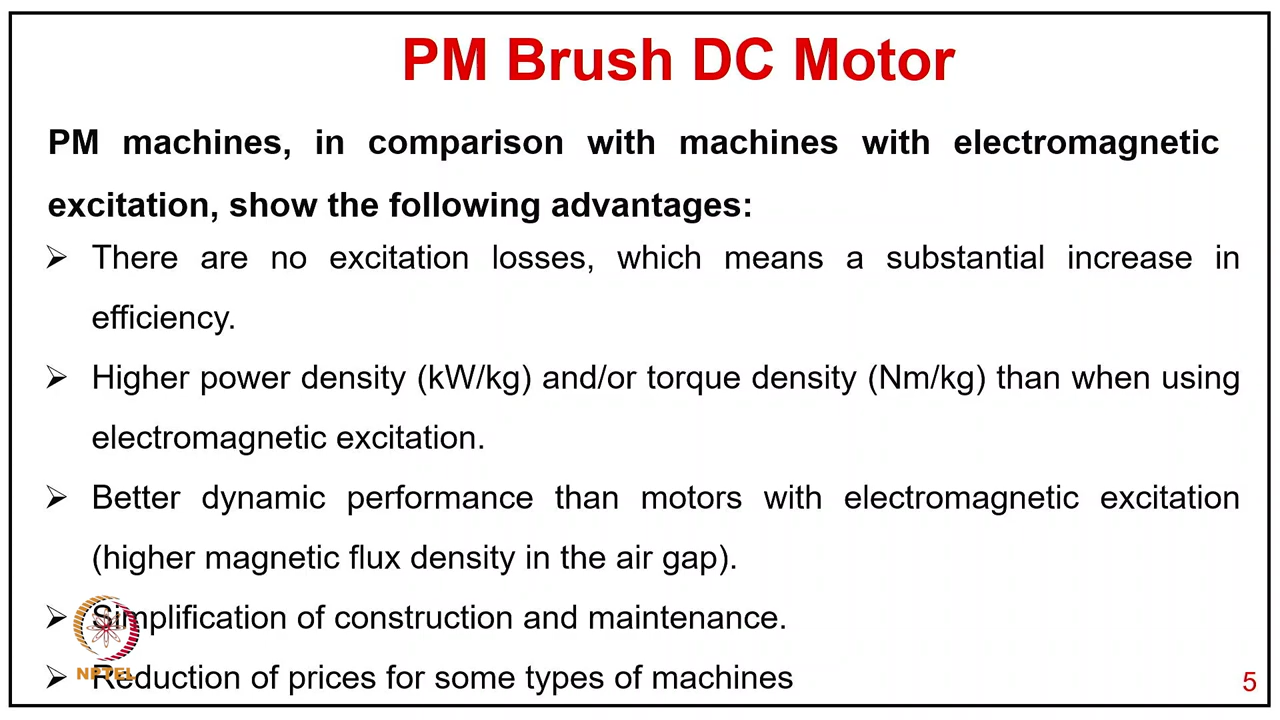 PM Brush DC Motor
PM machines, in comparison with machines with electromagnetic
excitation, show the following advantages:
➢ There are no excitation losses, which means a substantial increase in
efficiency.
➢ Higher power density (kW/kg) and/or torque density (Nm/kg) than when using
electromagnetic excitation.
➢ Better dynamic performance than motors with electromagnetic excitation
(higher magnetic flux density in the air gap).
➢ Simplification of construction and maintenance.
➢ Reduction of prices for some types of machines
NPTEL
5